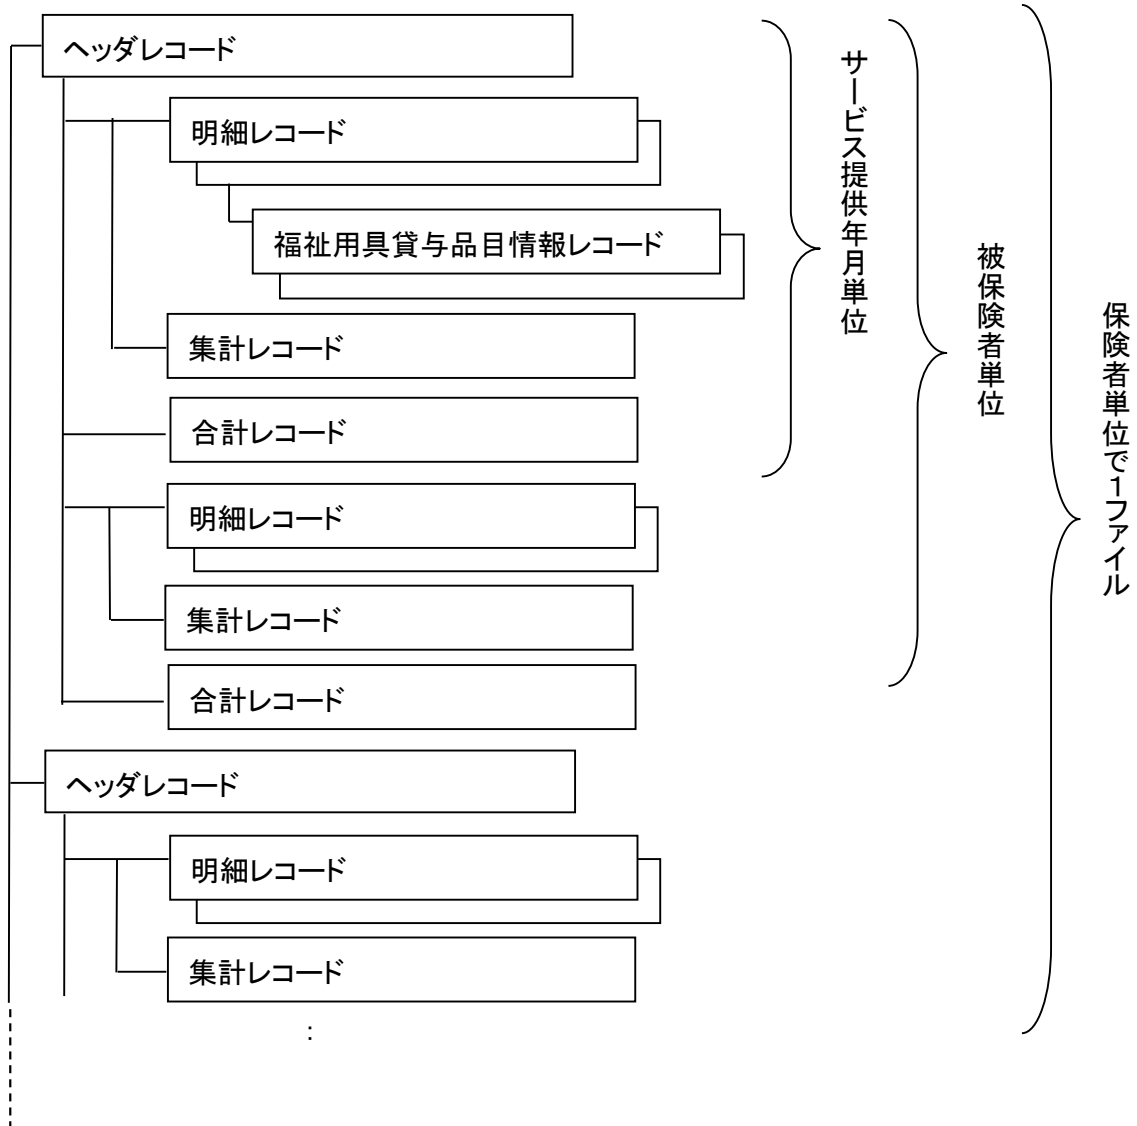 ヘッダレコード
明細レコード
福祉用具貸与品目情報レコード
集計レコード
合計レコード
明細レコード
集計レコード
合計レコード
ヘッダレコード
明細レコード
集計レコード
:
サービス提供年月単位
被保険者単位
保険者単位で1ファイル